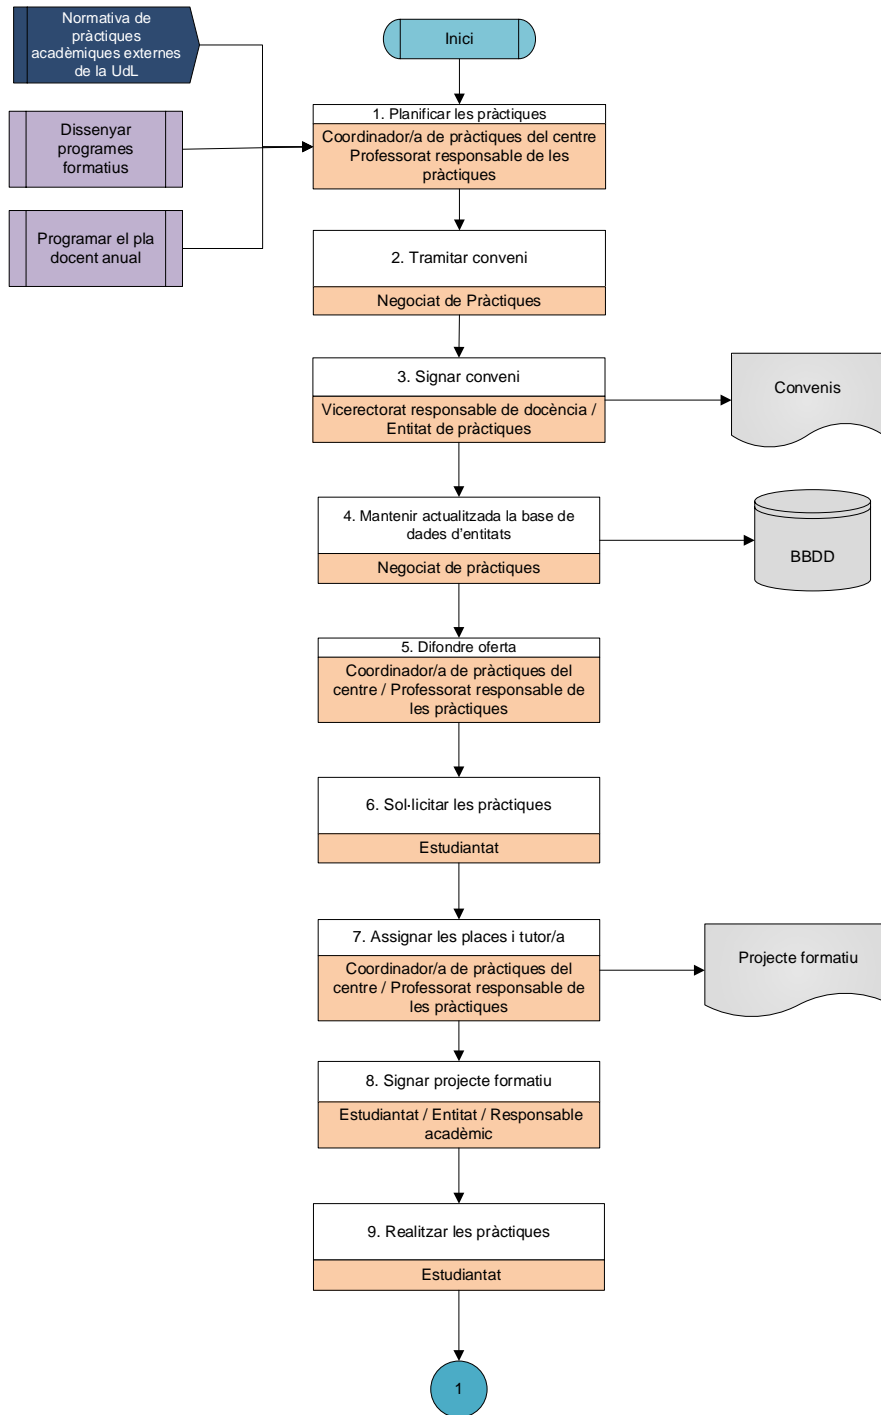 Normativa de
pràctiques
acadèmiques externes
de la UdL
Inici
Dissenyar
programes
formatius
1. Planificar les pràctiques
Coordinador/a de pràctiques del centre
Professorat responsable de les
pràctiques
Programar el pla
docent anual
2. Tramitar conveni
Negociat de Pràctiques
3. Signar conveni
Vicerectorat responsable de docència /
Entitat de pràctiques
Convenis
4. Mantenir actualitzada la base de
dades d'entitats
Negociat de pràctiques
BBDD
5. Difondre oferta
Coordinador/a de pràctiques del
centre / Professorat responsable de
les pràctiques
6. Sol·licitar les pràctiques
Estudiantat
7. Assignar les places i tutor/a
Coordinador/a de pràctiques del
centre / Professorat responsable de
les pràctiques
Projecte formatiu
8. Signar projecte formatiu
Estudiantat / Entitat / Responsable
acadèmic
9. Realitzar les pràctiques
Estudiantat
1